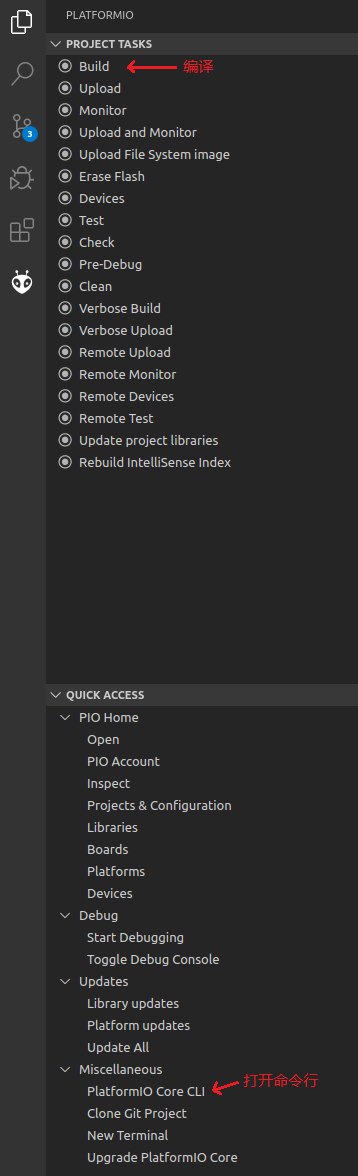 PLATFORMIO
PROJECT TASKS
Build 编译
Upload
Monitor
3
Upload and Monitor
Upload File System image
Erase Flash
Devices
Test
Check
Pre-Debug
Clean
Verbose Build
Verbose Upload
Remote Upload
Remote Monitor
Remote Devices
Remote Test
Update project libraries
Rebuild IntelliSense Index
QUICK ACCESS
PIO Home
Open
PIO Account
Inspect
Projects & Configuration
Libraries
Boards
Platforms
Devices
Debug
Start Debugging
Toggle Debug Console
Updates
Library updates
Platform updates
Update All
Miscellaneous
PlatformIO Core CLI 打开命令行
Clone Git Project
New Terminal
Upgrade PlatformIO Core